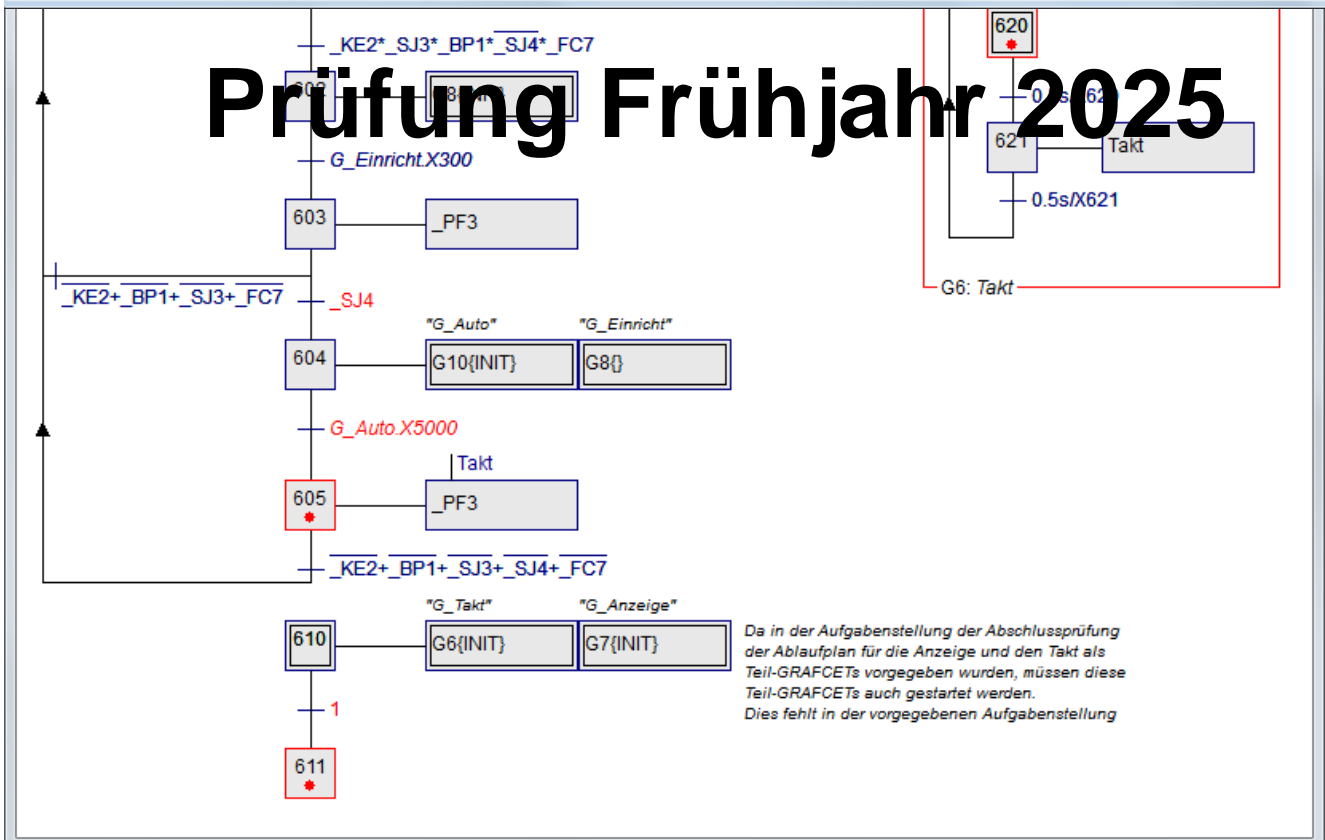 _KE2*_SJ3*_BP1*_SJ4*_FC7
620
Prüfung Frühjahr 2025
602
G_Einricht.X300
621
Takt
603
_PF3
0.5s/X621
G6: Takt
_KE2+_BP1+_SJ3+_FC7
_SJ4
"G_Auto" "G_Einricht"
604
G10{INIT} G8{}
G_Auto.X5000
Takt
605
_PF3
_KE2+_BP1+_SJ3+_SJ4+_FC7
"G_Takt" "G_Anzeige"
610
G6{INIT} G7{INIT}
Da in der Aufgabenstellung der Abschlussprüfung
der Ablaufplan für die Anzeige und den Takt als
Teil-GRAFCETs vorgegeben wurden, müssen diese
Teil-GRAFCETs auch gestartet werden.
Dies fehlt in der vorgegebenen Aufgabenstellung
1
611